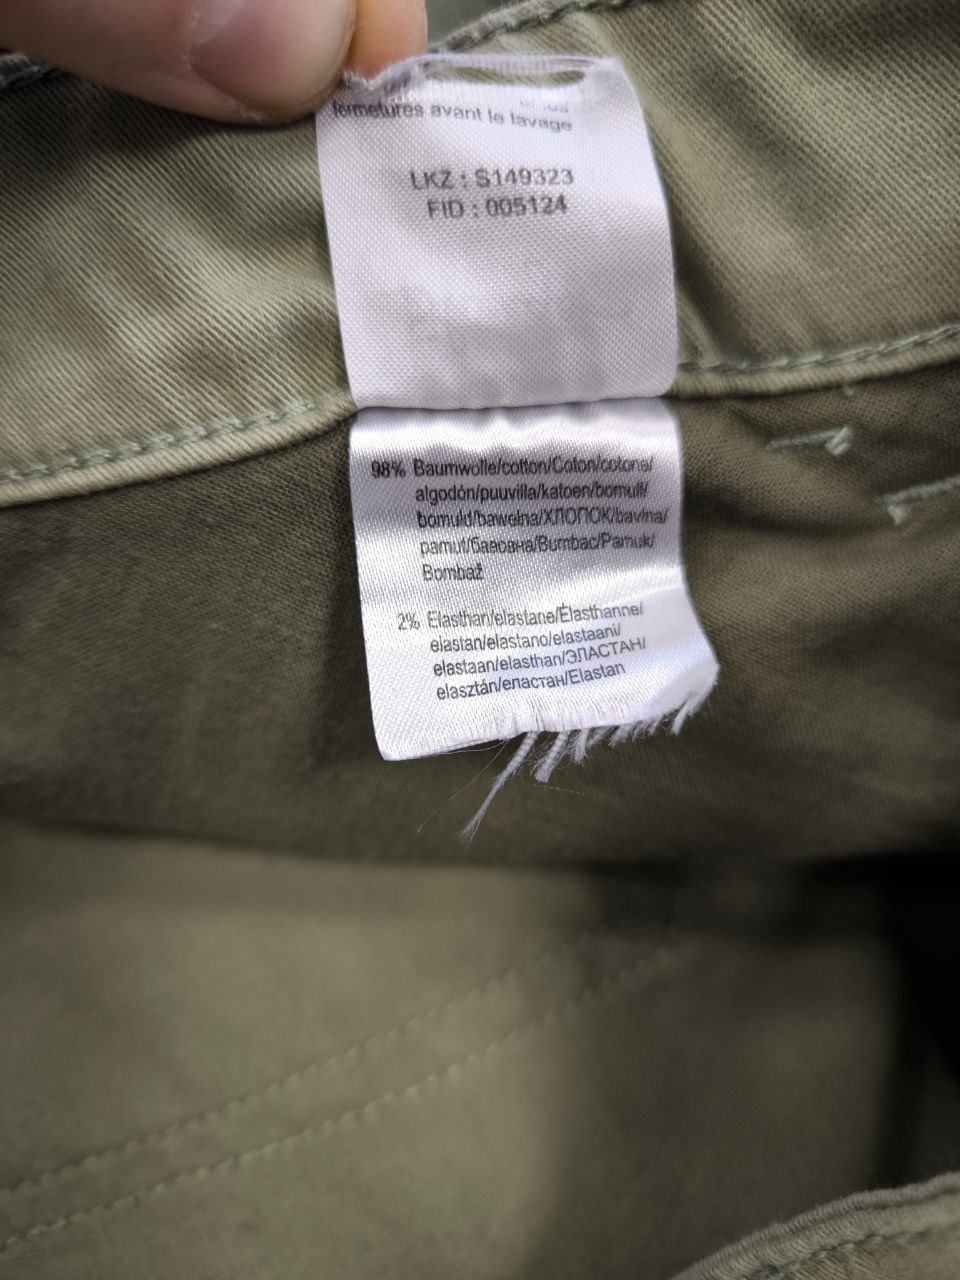 fermetures avant le lavage
LKZ : S149323
FID : 005124
98% Baumwolle/cotton/Coton/cotone/
algodón/puuvilla/katoen/bomull/
bomuld/bawełna/ХЛОПОК/bavlna/
pamut/бавовна/Bumbac/Pamuk/
Bombaž
2% Elasthan/elastane/Élasthanne/
elastan/elastano/elastaani/
elastaan/elasthan/ЭЛАСТАН/
elasztán/еластан/Elastan